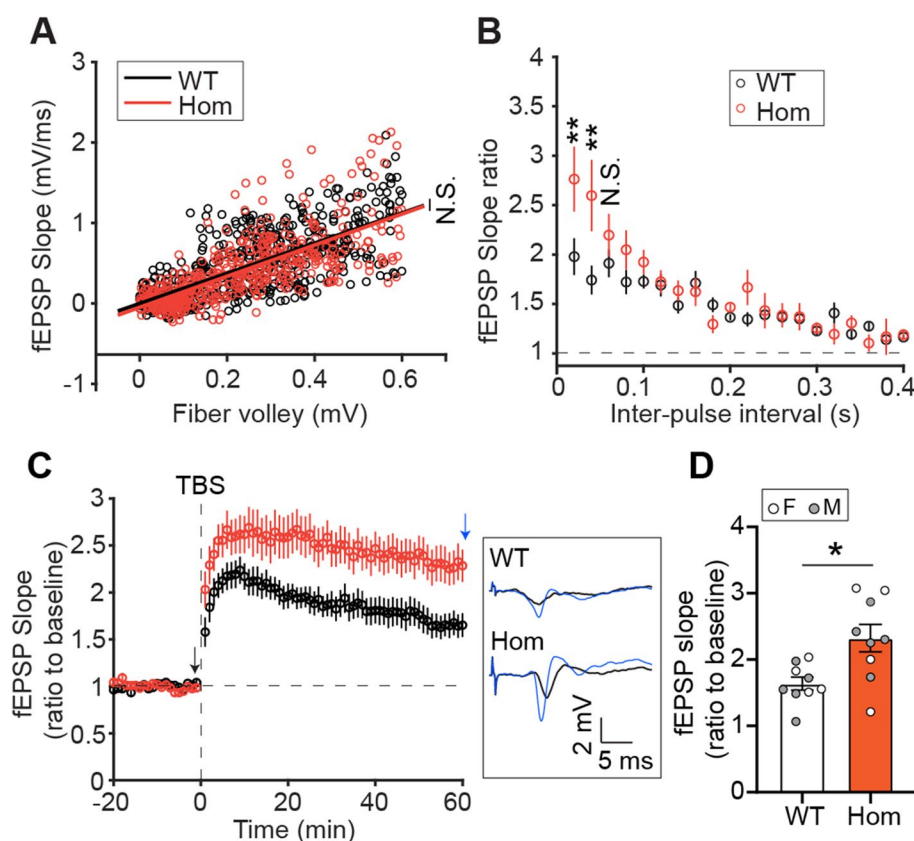 A
fEPSP Slope (mV/ms)
3
2
1
0
-1
WT
Hom
N.S.
0
0.2
0.4
0.6
Fiber volley (mV)
B
fEPSP Slope ratio
4
3.5
3
2.5
2
1.5
1
WT
Hom
**
**
N.S.
0
0.1
0.2
0.3
0.4
Inter-pulse interval (s)
C
TBS
fEPSP Slope
(ratio to baseline)
3
2.5
2
1.5
1
0.5
0
-20
0
20
40
60
Time (min)
WT
Hom
2 mV
5 ms
D
F M
*
fEPSP slope
(ratio to baseline)
4
3
2
1
0
WT
Hom